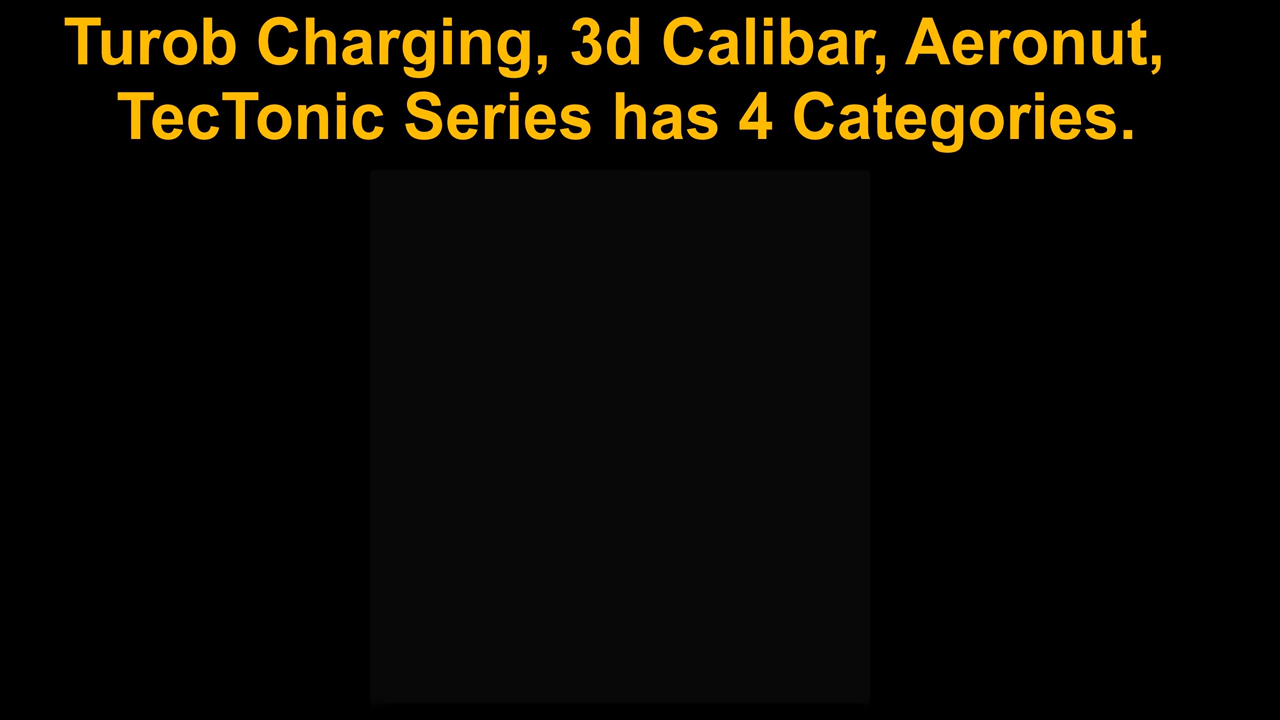 Turob Charging, 3d Calibar, Aeronut,
TecTonic Series has 4 Categories.